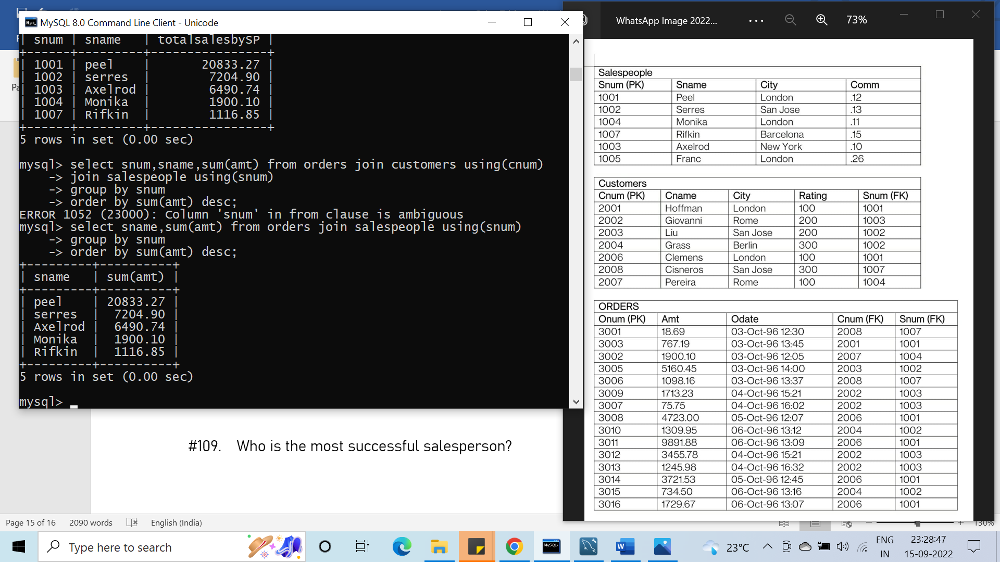 MySQL 8.0 Command Line Client - Unicode
| snum | sname | totalsalesbySP |
+------+---------+----------------+
| 1001 | peel | 20833.27 |
| 1002 | serres | 7204.90 |
| 1003 | Axelrod | 6490.74 |
| 1004 | Monika | 1900.10 |
| 1007 | Rifkin | 1116.85 |
+------+---------+----------------+
5 rows in set (0.00 sec)
mysql> select snum,sname,sum(amt) from orders join customers using(cnum)
-> join salespeople using(snum)
-> group by snum
-> order by sum(amt) desc;
ERROR 1052 (23000): Column 'snum' in from clause is ambiguous
mysql> select sname,sum(amt) from orders join salespeople using(snum)
-> group by snum
-> order by sum(amt) desc;
+---------+----------+
| sname | sum(amt) |
+---------+----------+
| peel | 20833.27 |
| serres | 7204.90 |
| Axelrod | 6490.74 |
| Monika | 1900.10 |
| Rifkin | 1116.85 |
+---------+----------+
5 rows in set (0.00 sec)
mysql>
#109. Who is the most successful salesperson?
WhatsApp Image 2022... 73%
Salespeople
Snum (PK) Sname City Comm
1001 Peel London .12
1002 Serres San Jose .13
1004 Monika London .11
1007 Rifkin Barcelona .15
1003 Axelrod New York .10
1005 Franc London .26
Customers
Cnum (PK) Cname City Rating Snum (FK)
2001 Hoffman London 100 1001
2002 Giovanni Rome 200 1003
2003 Liu San Jose 200 1002
2004 Grass Berlin 300 1002
2006 Clemens London 100 1001
2008 Cisneros San Jose 300 1007
2007 Pereira Rome 100 1004
ORDERS
Onum (PK) Amt Odate Cnum (FK) Snum (FK)
3001 18.69 03-Oct-96 12:30 2008 1007
3003 767.19 03-Oct-96 13:45 2001 1001
3002 1900.10 03-Oct-96 12:05 2007 1004
3005 5160.45 03-Oct-96 14:00 2003 1002
3006 1098.16 03-Oct-96 13:37 2008 1007
3009 1713.23 04-Oct-96 15:21 2002 1003
3007 75.75 04-Oct-96 16:02 2002 1003
3008 4723.00 05-Oct-96 12:07 2006 1001
3010 1309.95 06-Oct-96 13:12 2004 1002
3011 9891.88 06-Oct-96 13:09 2006 1001
3012 3455.78 04-Oct-96 15:21 2002 1003
3013 1245.98 04-Oct-96 16:32 2002 1003
3014 3721.53 05-Oct-96 12:45 2006 1001
3015 734.50 06-Oct-96 13:16 2004 1002
3016 1729.67 06-Oct-96 13:07 2006 1001
Page 15 of 16 2090 words English (India) 130%
Type here to search
MySQL
W
23°C
ENG
IN
23:28:47
15-09-2022